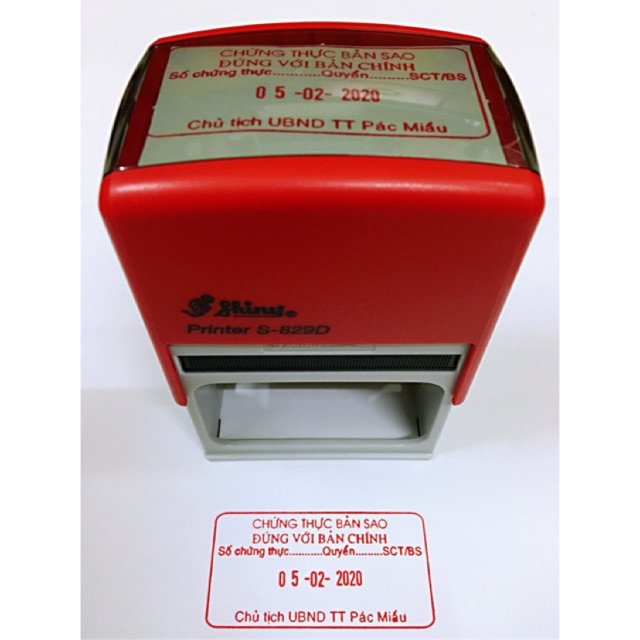 CHỨNG THỰC BẢN SAO
ĐÚNG VỚI BẢN CHÍNH
Số chứng thực............Quyển.........SCT/BS
0 5 -02- 2020
Chủ tịch UBND TT Pác Miầu
Shiny®
Printer S-829D
CHỨNG THỰC BẢN SAO
ĐÚNG VỚI BẢN CHÍNH
Số chứng thực...........Quyển.........SCT/BS
0 5 -02- 2020
Chủ tịch UBND TT Pác Miầu